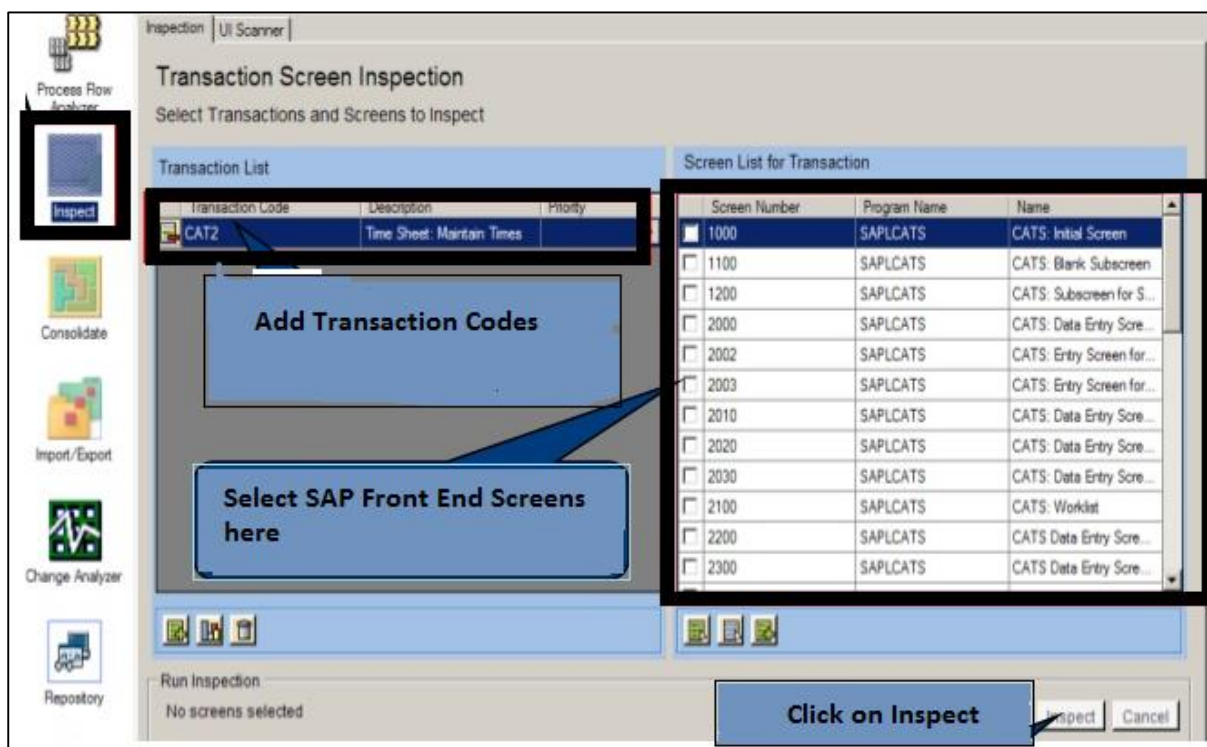 Inspection
UI Scanner
Process Flow
Analyzer
Transaction Screen Inspection
Select Transactions and Screens to Inspect
Inspect
Transaction List
Screen List for Transaction
Transaction Code Description Priority
CAT2 Time Sheet: Maintain Times
Screen Number Program Name Name
1000 SAPLCATS CATS: Initial Screen
1100 SAPLCATS CATS: Blank Subscreen
1200 SAPLCATS CATS: Subscreen for S...
2000 SAPLCATS CATS: Data Entry Scre...
2002 SAPLCATS CATS: Entry Screen for...
2003 SAPLCATS CATS: Entry Screen for...
2010 SAPLCATS CATS: Data Entry Scre...
2020 SAPLCATS CATS: Data Entry Scre...
2030 SAPLCATS CATS: Data Entry Scre...
2100 SAPLCATS CATS: Worklist
2200 SAPLCATS CATS Data Entry Scre...
2300 SAPLCATS CATS Data Entry Scre...
Add Transaction Codes
Select SAP Front End Screens
here
Consolidate
Import/Export
Change Analyzer
Repository
Run Inspection
No screens selected
Click on Inspect
Inspect
Cancel